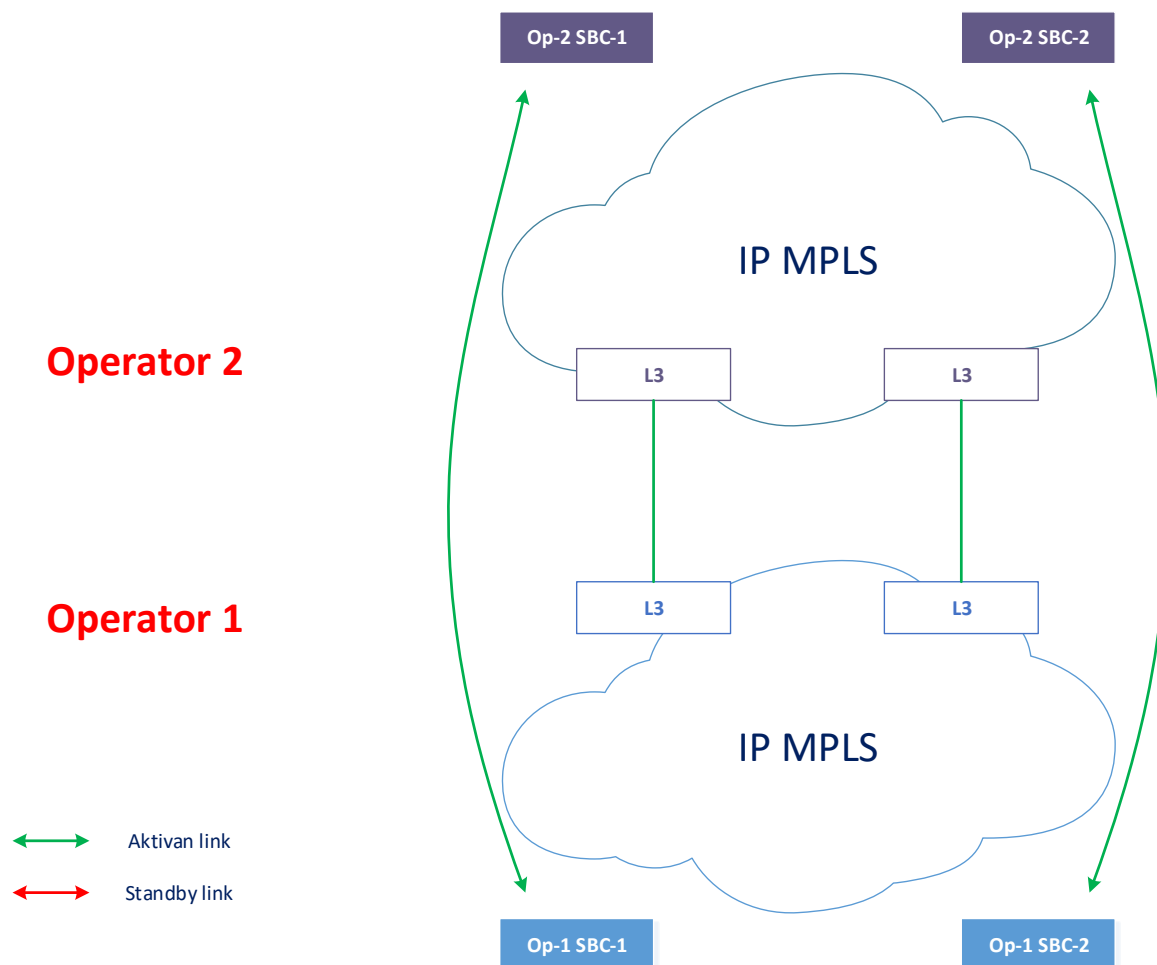 Op-2 SBC-1
Op-2 SBC-2
IP MPLS
Operator 2
L3
L3
Operator 1
L3
L3
IP MPLS
Aktivan link
Standby link
Op-1 SBC-1
Op-1 SBC-2